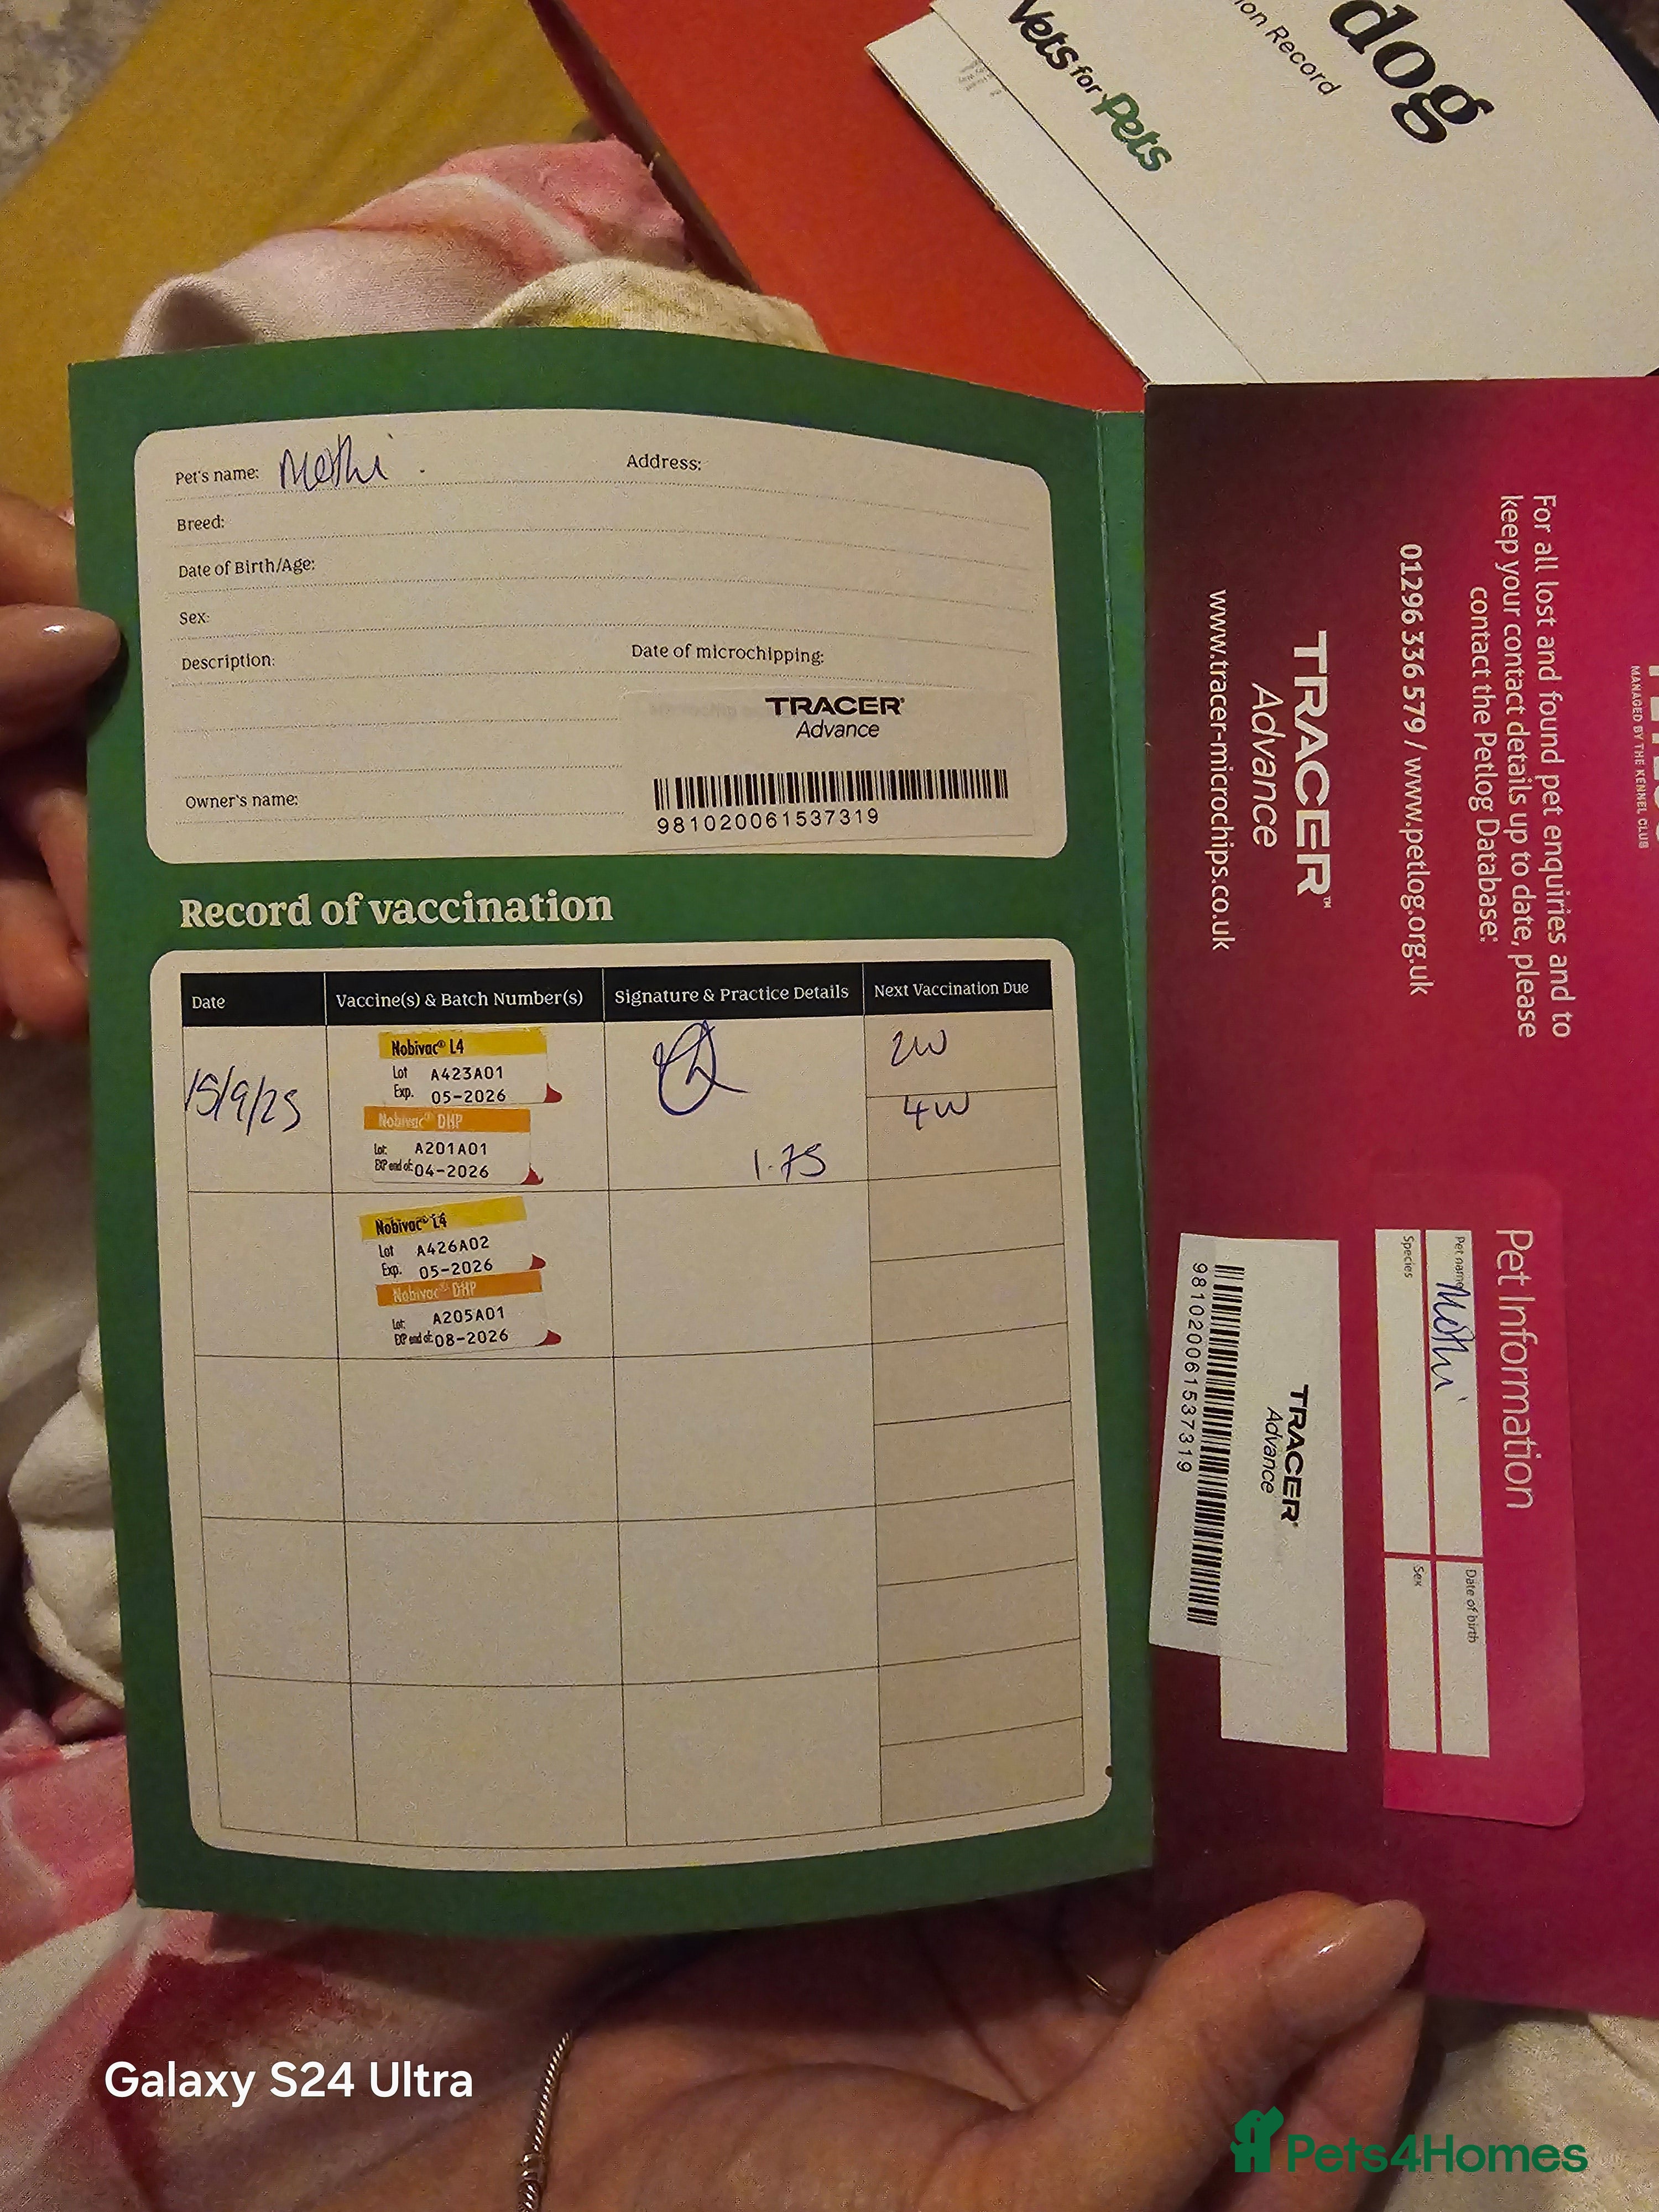 dog
ion Record
Vets for Pets
Pet's name: Methi
Address:
Breed:
Date of Birth/Age:
Sex:
Description:
Date of microchipping:
TRACER
Advance
981020061537319
Owner's name:
Record of vaccination
Date Vaccine(s) & Batch Number(s) Signature & Practice Details Next Vaccination Due
15/9/25
Nobivac® L4
Lot A423A01
Exp. 05-2026
Nobivac® DHP
Lot: A201A01
EXP end of: 04-2026
1.75
2W
4W
Nobivac® L4
Lot A426A02
Exp. 05-2026
Nobivac® DHP
Lot: A205A01
EXP end of: 08-2026
MANAGED BY THE KENNEL CLUB
For all lost and found pet enquiries and to
keep your contact details up to date, please
contact the Petlog Database:
01296 336 579 / www.petlog.org.uk
TRACER™
Advance
www.tracer-microchips.co.uk
Pet Information
Pet name Methi
Date of birth
Species
Sex
TRACER®
Advance
981020061537319
Galaxy S24 Ultra
Pets4Homes